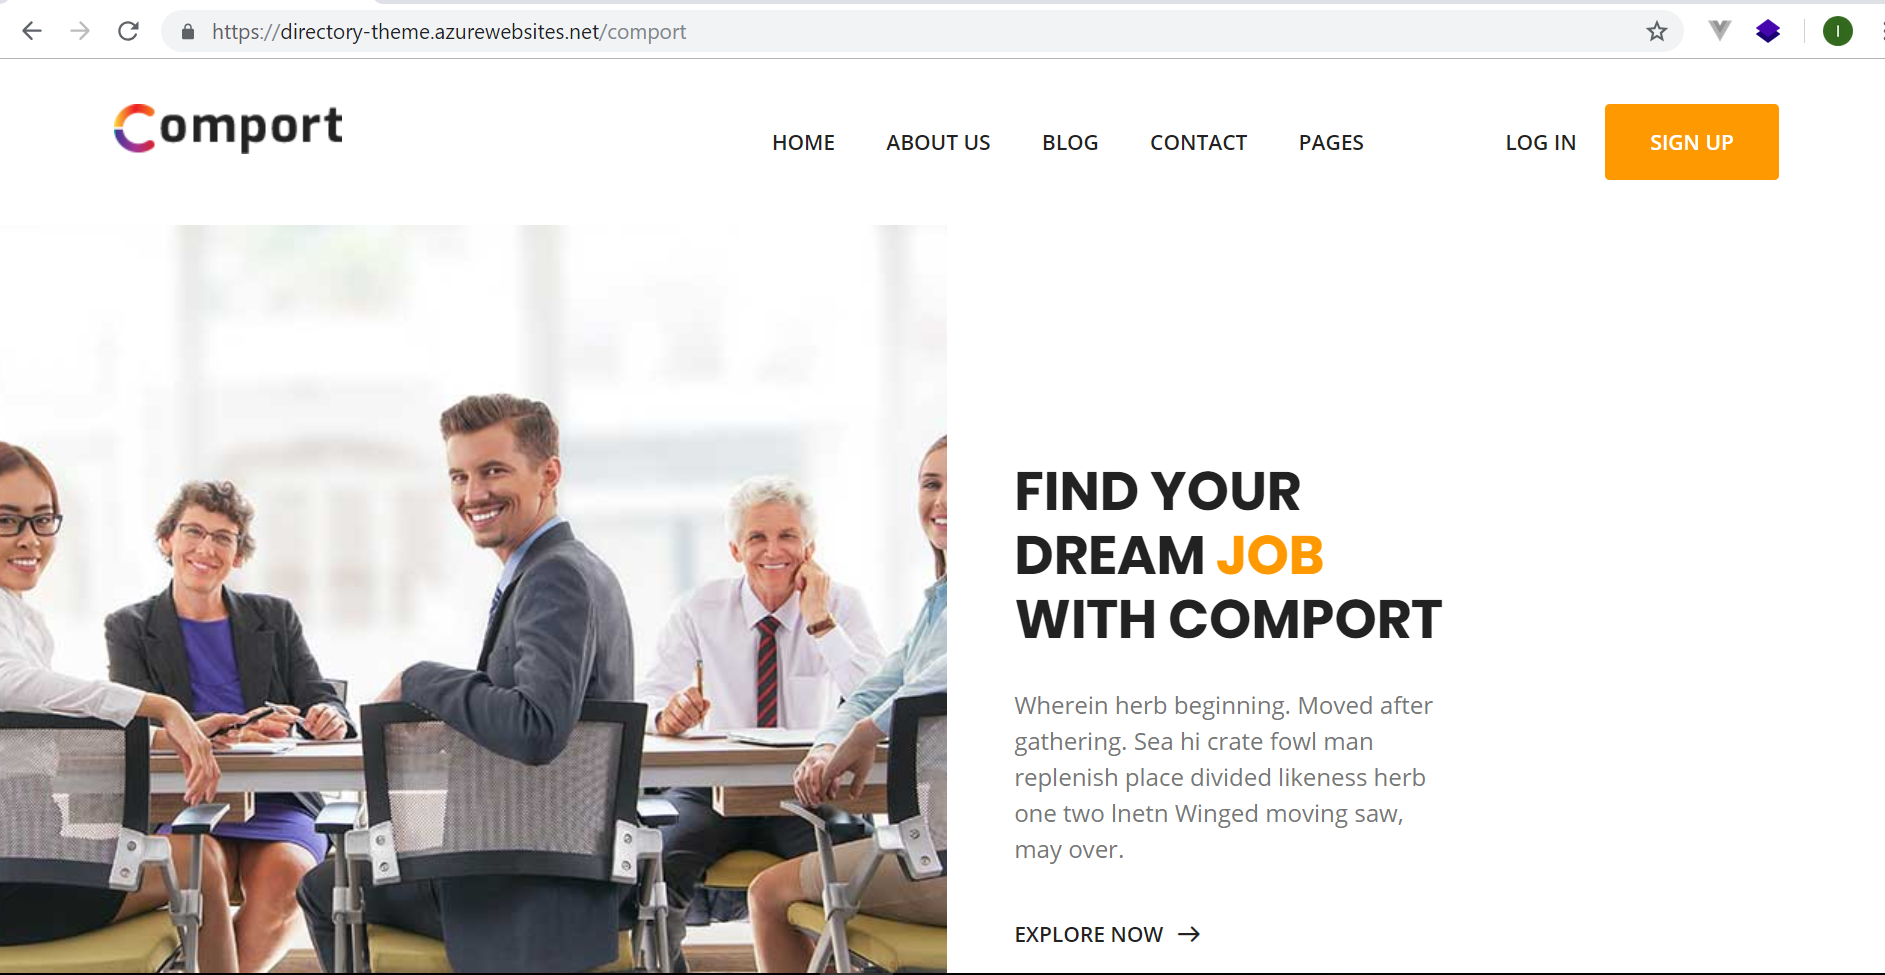 https://directory-theme.azurewebsites.net/comport
I
Comport
HOME ABOUT US BLOG CONTACT PAGES LOG IN SIGN UP
FIND YOUR
DREAM JOB
WITH COMPORT
Wherein herb beginning. Moved after
gathering. Sea hi crate fowl man
replenish place divided likeness herb
one two lnetn Winged moving saw,
may over.
EXPLORE NOW →